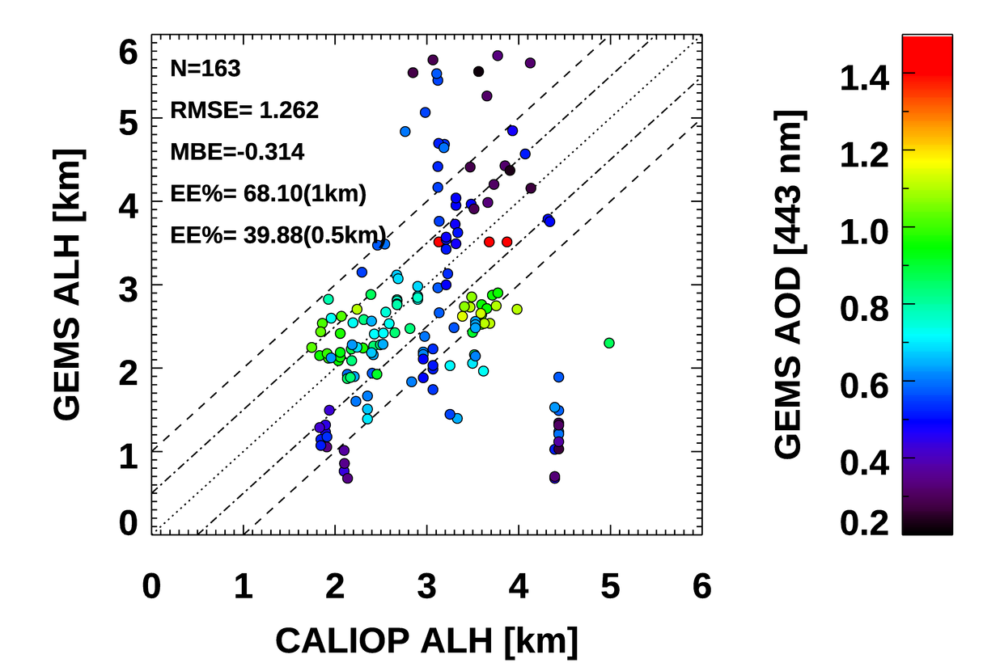 N=163
RMSE= 1.262
MBE=-0.314
EE%= 68.10(1km)
EE%= 39.88(0.5km)
GEMS ALH [km]
6
5
4
3
2
1
0
0 1 2 3 4 5 6
CALIOP ALH [km]
GEMS AOD [443 nm]
1.4
1.2
1.0
0.8
0.6
0.4
0.2